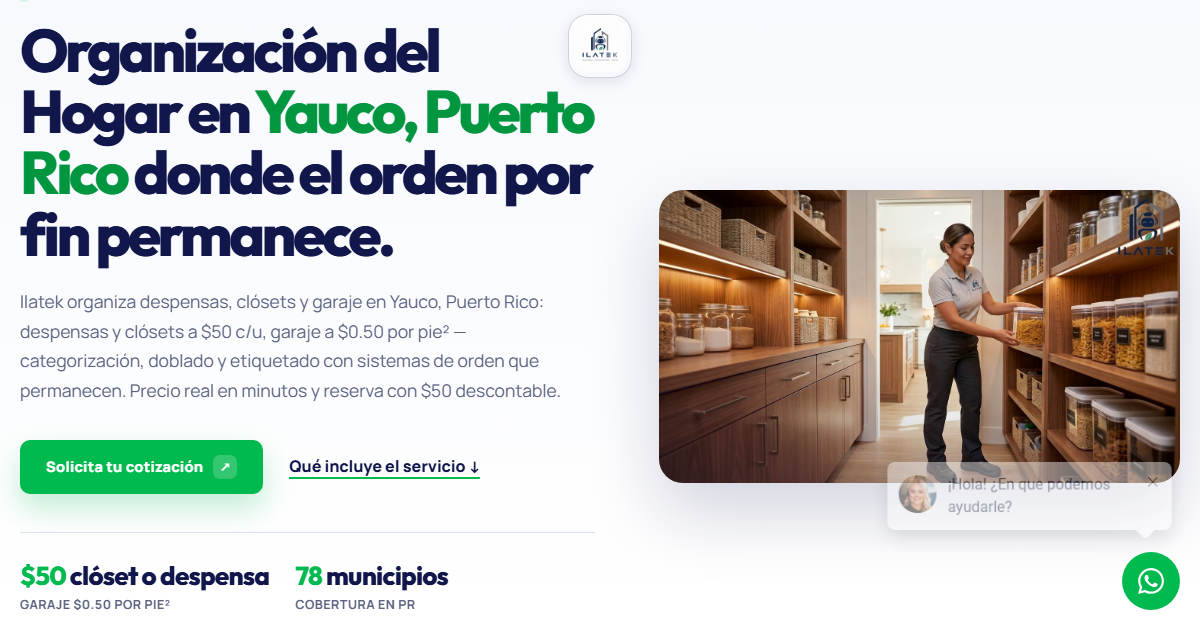 Organización del
Hogar en Yauco, Puerto
Rico donde el orden por
fin permanece.
ILATEK
Ilatek organiza despensas, clósets y garaje en Yauco, Puerto Rico:
despensas y clósets a $50 c/u, garaje a $0.50 por pie² —
categorización, doblado y etiquetado con sistemas de orden que
permanecen. Precio real en minutos y reserva con $50 descontable.
Solicita tu cotización ↗
Qué incluye el servicio ↓
$50 clóset o despensa
GARAJE $0.50 POR PIE²
78 municipios
COBERTURA EN PR
ILATEK
¡Hola! ¿En que podemos
ayudarle?